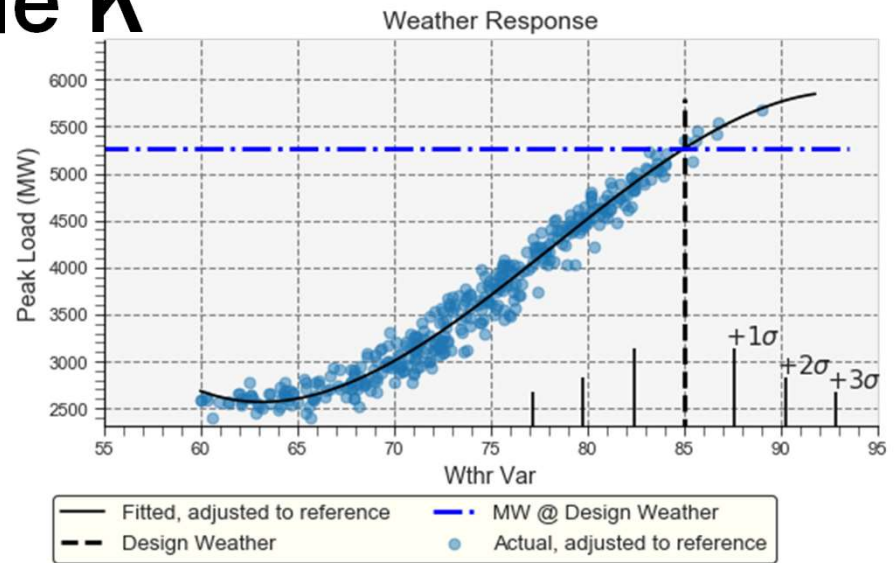 Weather Response
Peak Load (MW)
6000
5500
5000
4500
4000
3500
3000
2500
+1σ
+2σ
+3σ
55 60 65 70 75 80 85 90 95
Wthr Var
Fitted, adjusted to reference
MW @ Design Weather
Design Weather
Actual, adjusted to reference